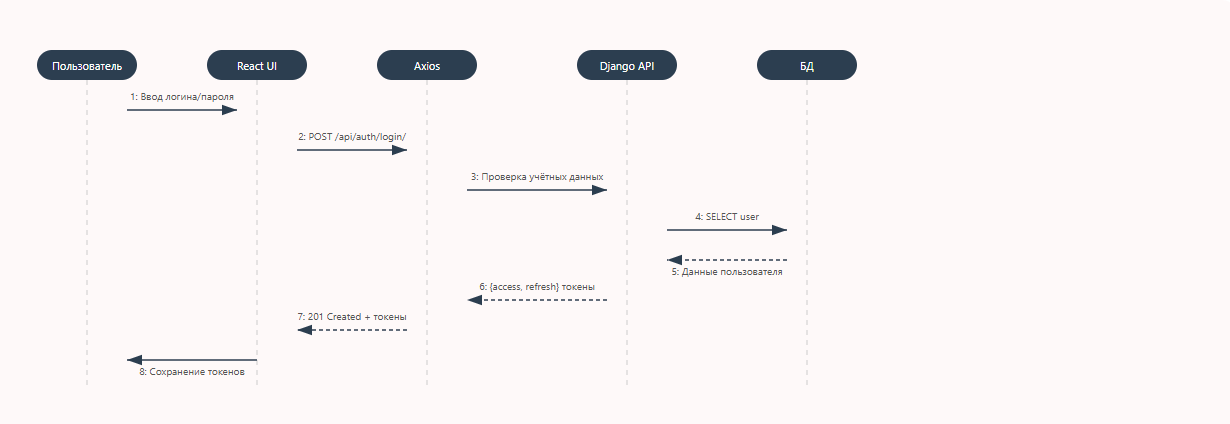 Пользователь
React UI
Axios
Django API
БД
1: Ввод логина/пароля
2: POST /api/auth/login/
3: Проверка учётных данных
4: SELECT user
5: Данные пользователя
6: {access, refresh} токены
7: 201 Created + токены
8: Сохранение токенов